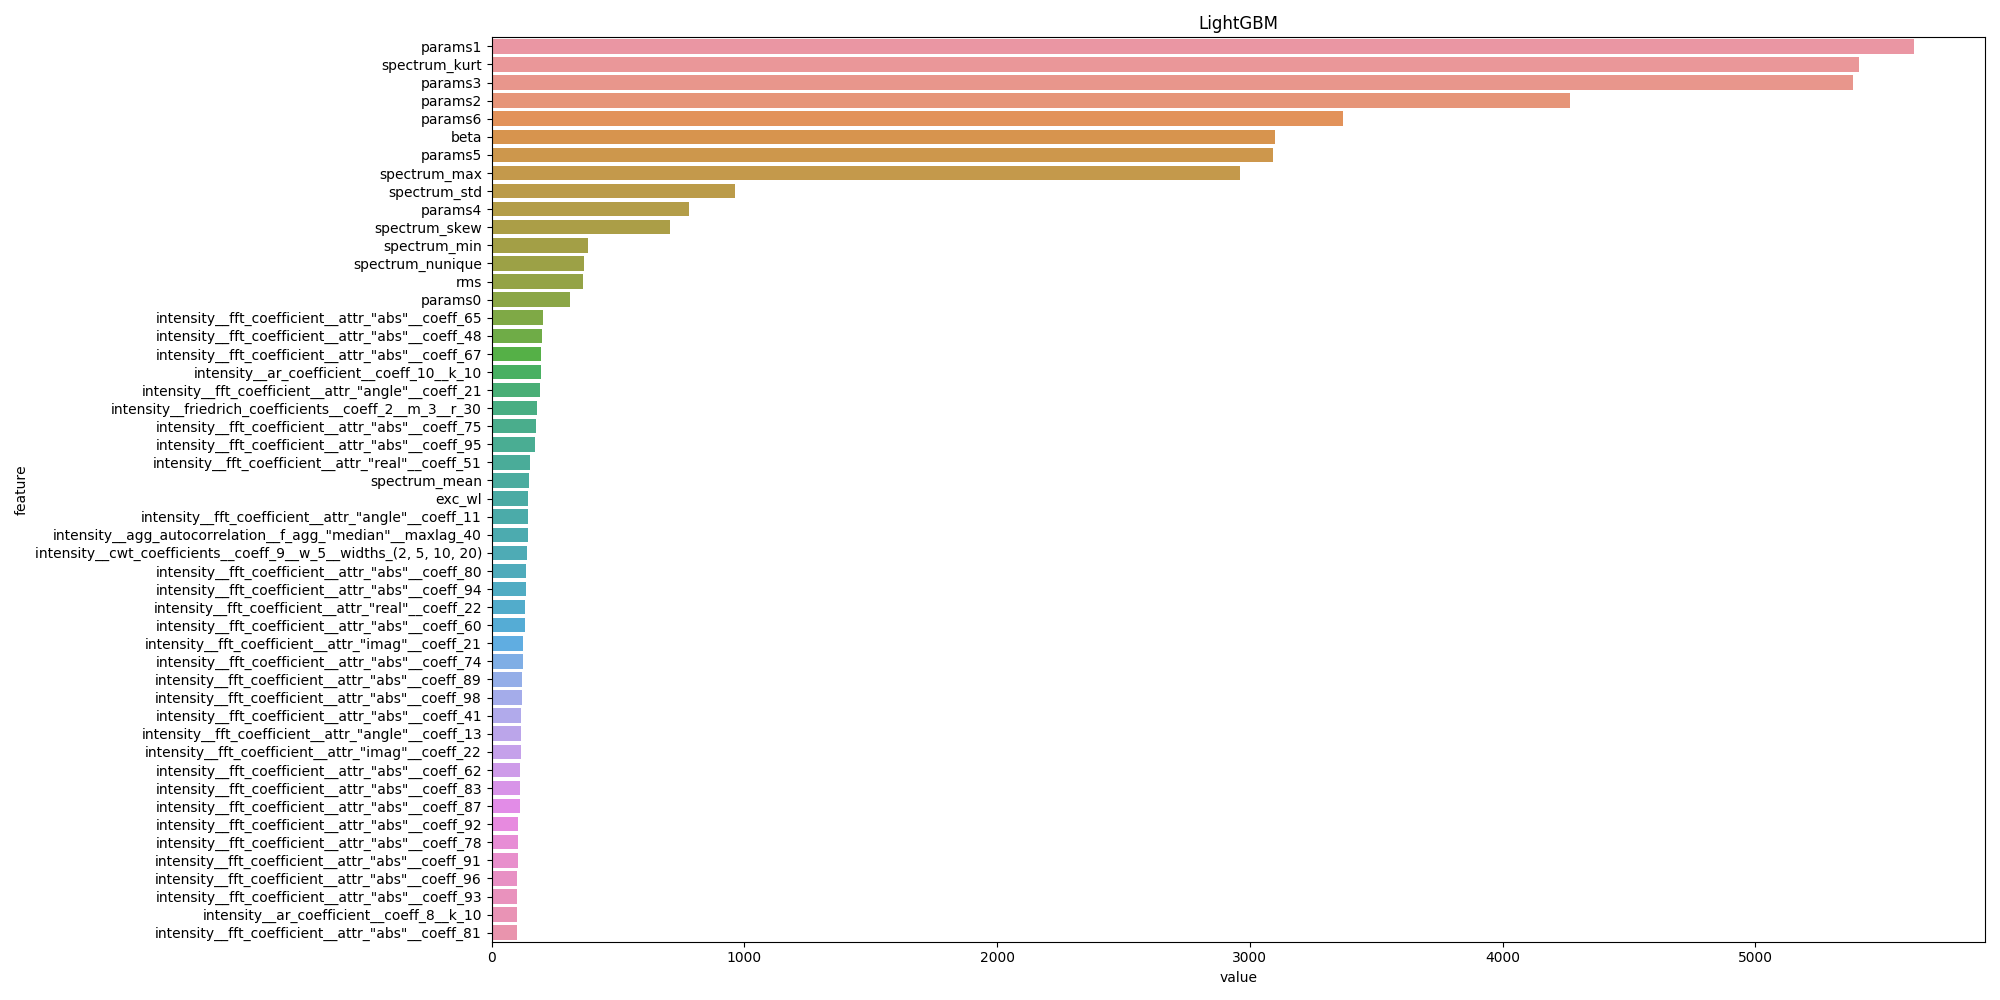 LightGBM
params1
spectrum_kurt
params3
params2
params6
beta
params5
spectrum_max
spectrum_std
params4
spectrum_skew
spectrum_min
spectrum_nunique
rms
params0
intensity__fft_coefficient__attr_"abs"__coeff_65
intensity__fft_coefficient__attr_"abs"__coeff_48
intensity__fft_coefficient__attr_"abs"__coeff_67
intensity__ar_coefficient__coeff_10__k_10
intensity__fft_coefficient__attr_"angle"__coeff_21
intensity__friedrich_coefficients__coeff_2__m_3__r_30
intensity__fft_coefficient__attr_"abs"__coeff_75
intensity__fft_coefficient__attr_"abs"__coeff_95
intensity__fft_coefficient__attr_"real"__coeff_51
spectrum_mean
exc_wl
intensity__fft_coefficient__attr_"angle"__coeff_11
intensity__agg_autocorrelation__f_agg_"median"__maxlag_40
intensity__cwt_coefficients__coeff_9__w_5__widths_(2, 5, 10, 20)
intensity__fft_coefficient__attr_"abs"__coeff_80
intensity__fft_coefficient__attr_"abs"__coeff_94
intensity__fft_coefficient__attr_"real"__coeff_22
intensity__fft_coefficient__attr_"abs"__coeff_60
intensity__fft_coefficient__attr_"imag"__coeff_21
intensity__fft_coefficient__attr_"abs"__coeff_74
intensity__fft_coefficient__attr_"abs"__coeff_89
intensity__fft_coefficient__attr_"abs"__coeff_98
intensity__fft_coefficient__attr_"abs"__coeff_41
intensity__fft_coefficient__attr_"angle"__coeff_13
intensity__fft_coefficient__attr_"imag"__coeff_22
intensity__fft_coefficient__attr_"abs"__coeff_62
intensity__fft_coefficient__attr_"abs"__coeff_83
intensity__fft_coefficient__attr_"abs"__coeff_87
intensity__fft_coefficient__attr_"abs"__coeff_92
intensity__fft_coefficient__attr_"abs"__coeff_78
intensity__fft_coefficient__attr_"abs"__coeff_91
intensity__fft_coefficient__attr_"abs"__coeff_96
intensity__fft_coefficient__attr_"abs"__coeff_93
intensity__ar_coefficient__coeff_8__k_10
intensity__fft_coefficient__attr_"abs"__coeff_81
feature
0 1000 2000 3000 4000 5000
value